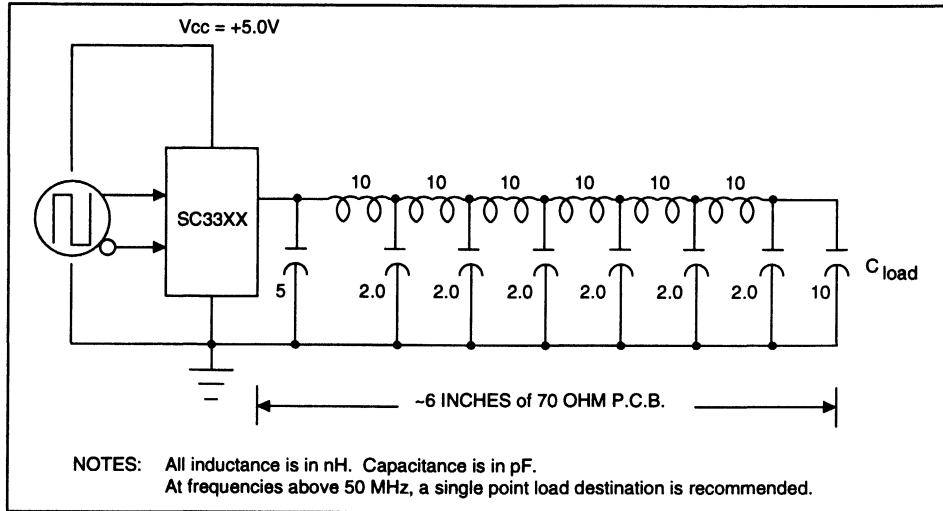 Vcc = +5.0V
SC33XX
10 10 10 10 10 10
5 2.0 2.0 2.0 2.0 2.0 2.0 10
C load
~6 INCHES of 70 OHM P.C.B.
NOTES: All inductance is in nH. Capacitance is in pF.
At frequencies above 50 MHz, a single point load destination is recommended.